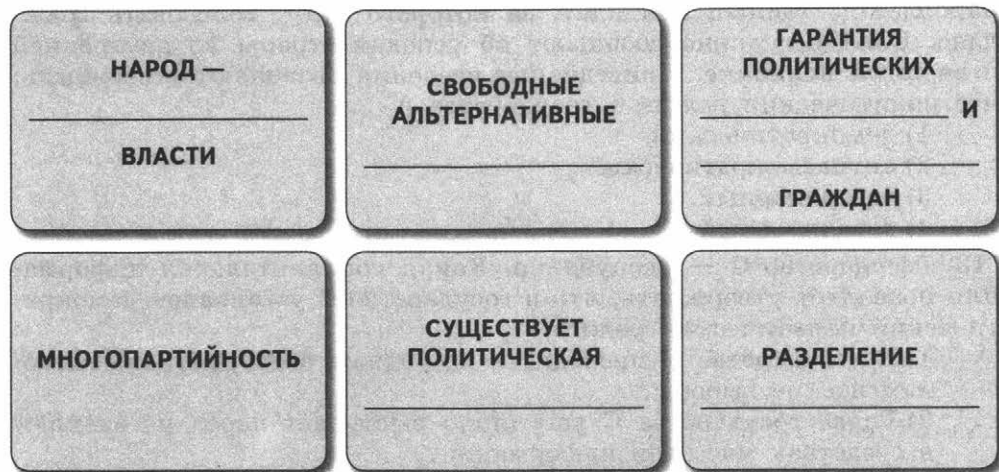 НАРОД —
ВЛАСТИ
СВОБОДНЫЕ
АЛЬТЕРНАТИВНЫЕ
ГАРАНТИЯ
ПОЛИТИЧЕСКИХ
И
ГРАЖДАН
МНОГОПАРТИЙНОСТЬ
СУЩЕСТВУЕТ
ПОЛИТИЧЕСКАЯ
РАЗДЕЛЕНИЕ